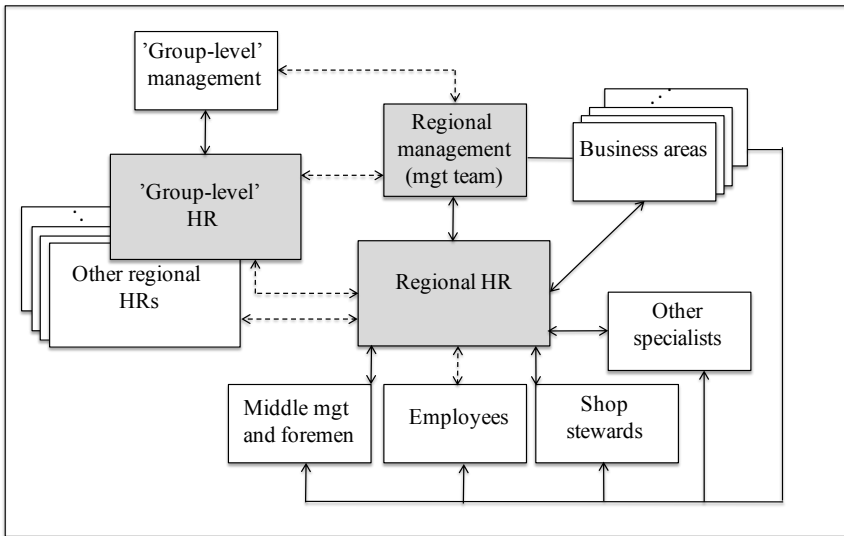 ’Group-level’
management
Regional
management
(mgt team)
Business areas
’Group-level’
HR
Other regional
HRs
Regional HR
Other
specialists
Middle mgt
and foremen
Employees
Shop
stewards